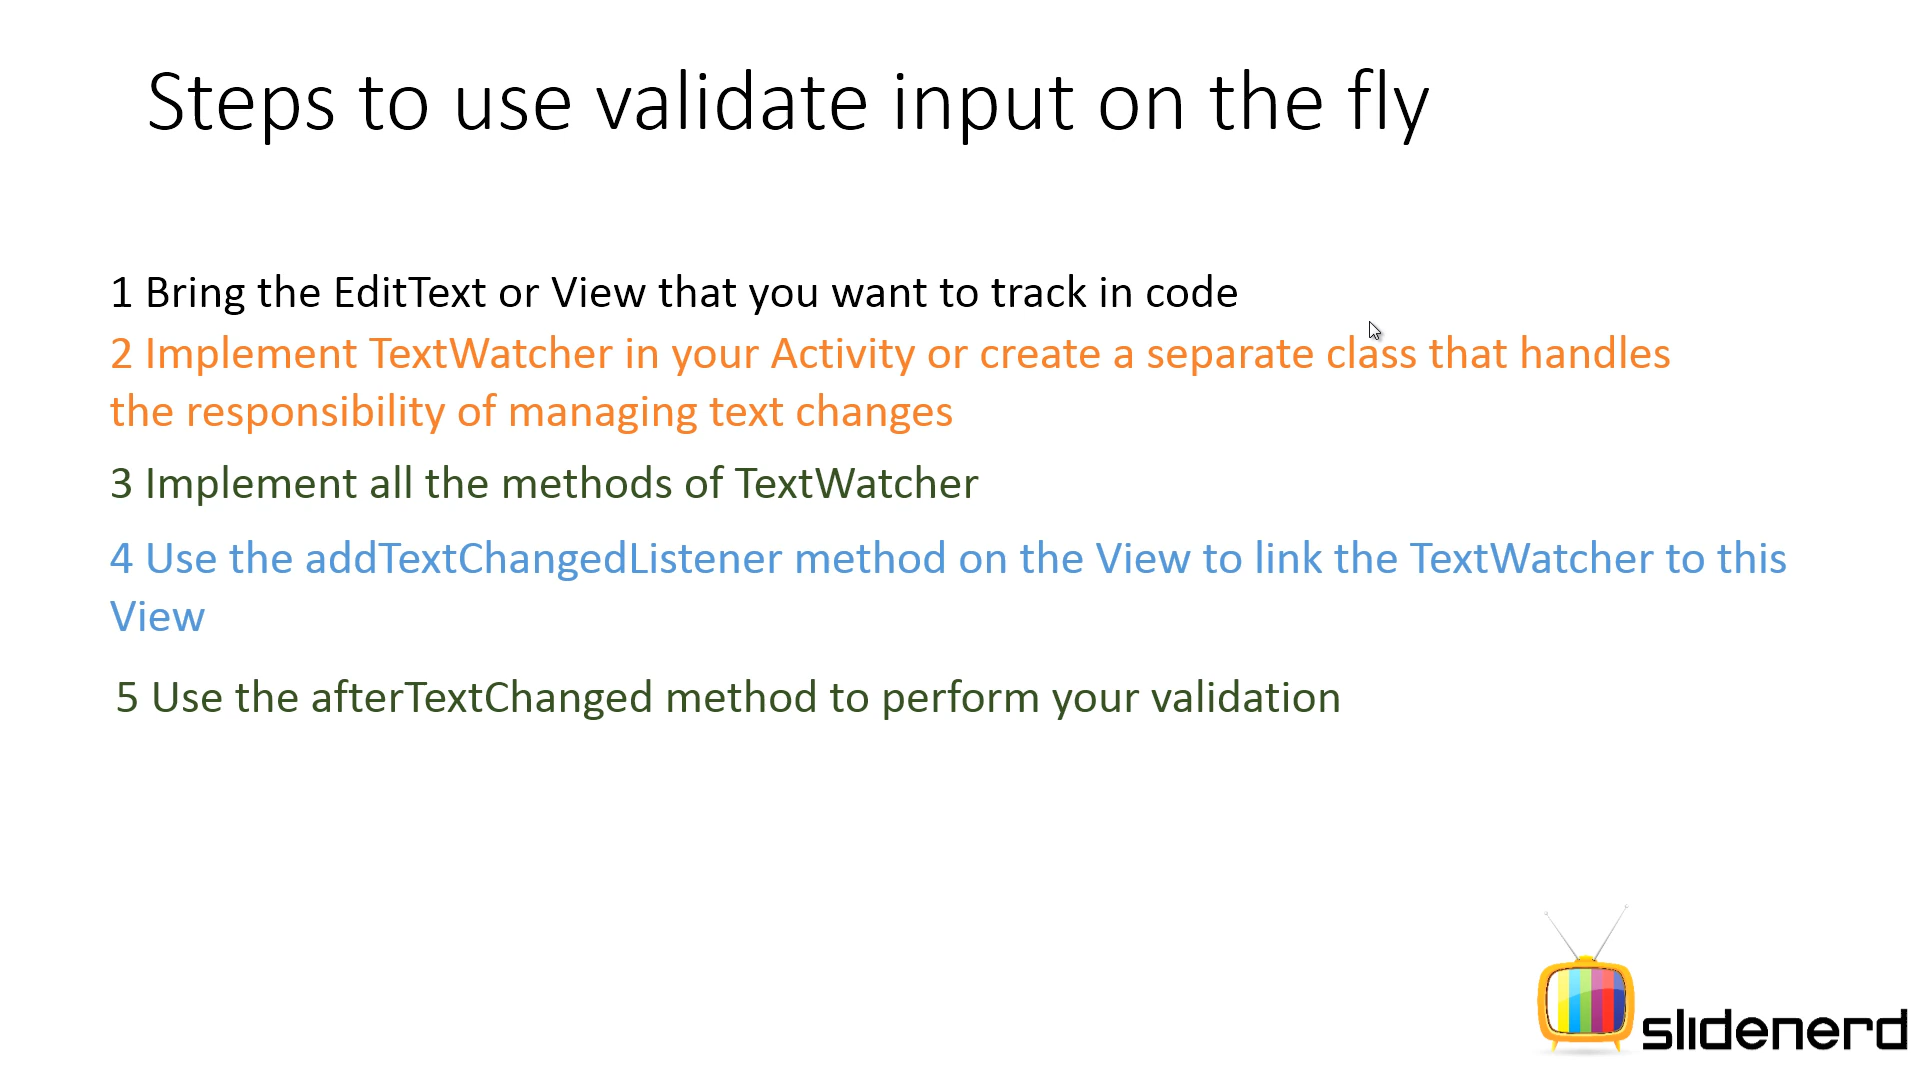 Steps to use validate input on the fly
1 Bring the EditText or View that you want to track in code
2 Implement TextWatcher in your Activity or create a separate class that handles
the responsibility of managing text changes
3 Implement all the methods of TextWatcher
4 Use the addTextChangedListener method on the View to link the TextWatcher to this
View
5 Use the afterTextChanged method to perform your validation
slidenerd